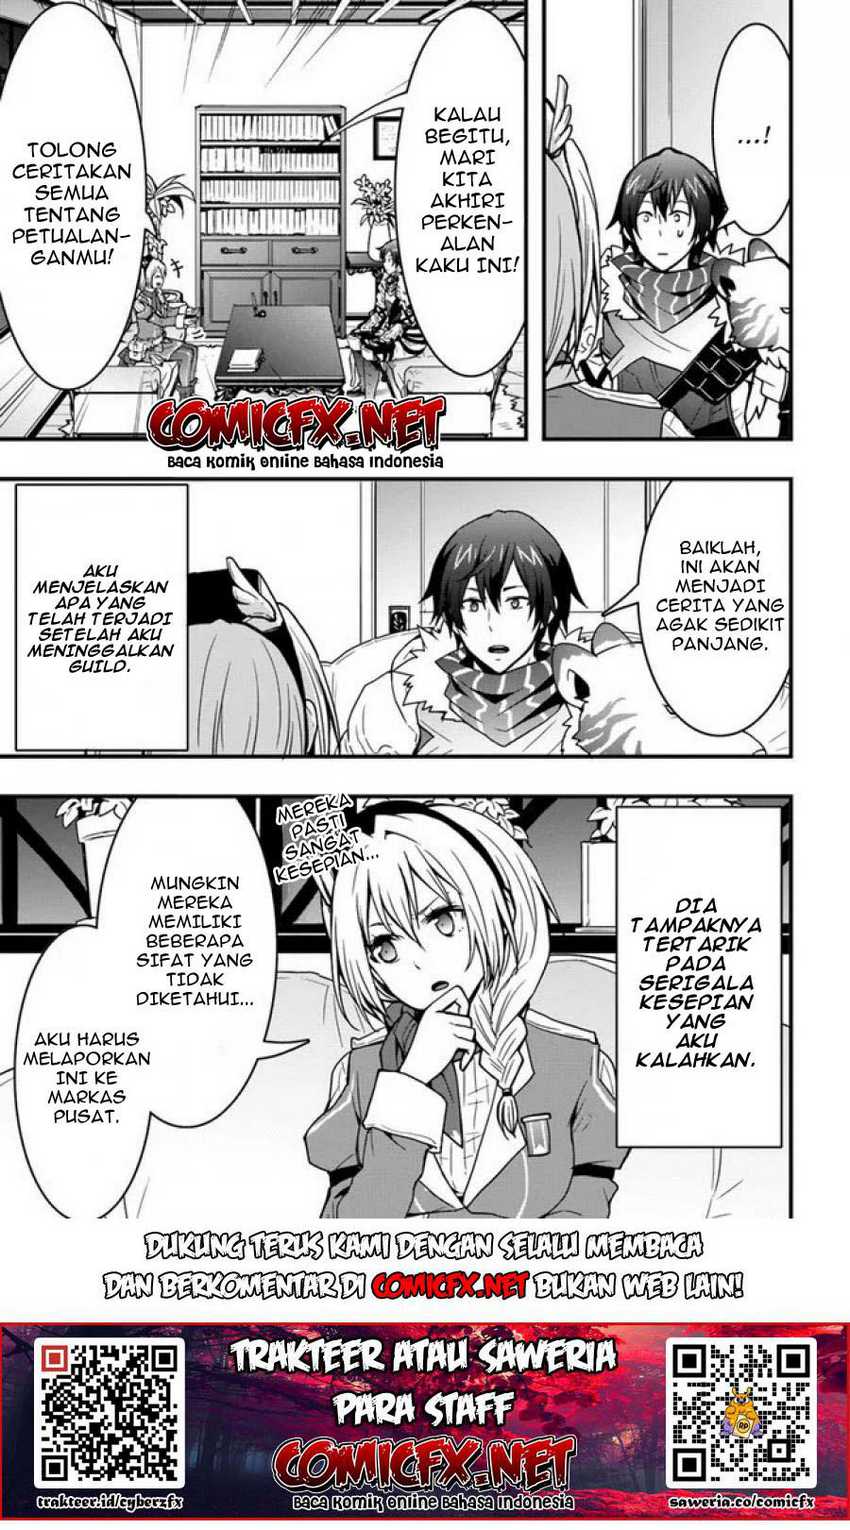 ...!
KALAU
BEGITU,
MARI
KITA
AKHIRI
PERKEN-
ALAN
KAKU INI!
TOLONG
CERITAKAN
SEMUA
TENTANG
PETUALAN-
GANMU!
COMICFX.NET
BACA KOMIK ONLINE BAHASA INDONESIA
BAIKLAH,
INI AKAN
MENJADI
CERITA YANG
AGAK SEDIKIT
PANJANG.
AKU
MENJELASKAN
APA YANG
TELAH TERJADI
SETELAH AKU
MENINGGALKAN
GUILD.
DIA
TAMPAKNYA
TERTARIK
PADA
SERIGALA
KESEPIAN
YANG
AKU
KALAHKAN.
MEREKA
PASTI
SANGAT
KESEPIAN...
MUNGKIN
MEREKA
MEMILIKI
BEBERAPA
SIFAT YANG
TIDAK
DIKETAHUI...
AKU HARUS
MELAPORKAN
INI KE
MARKAS
PUSAT.
DUKUNG TERUS KAMI DENGAN SELALU MEMBACA
DAN BERKOMENTAR DI COMICFX.NET BUKAN WEB LAIN!
TRAKTEER ATAU SAWERIA
PARA STAFF
COMICFX.NET
BACA KOMIK ONLINE BAHASA INDONESIA
trakteer.id/cyberzfx
RP
saweria.co/comicfx